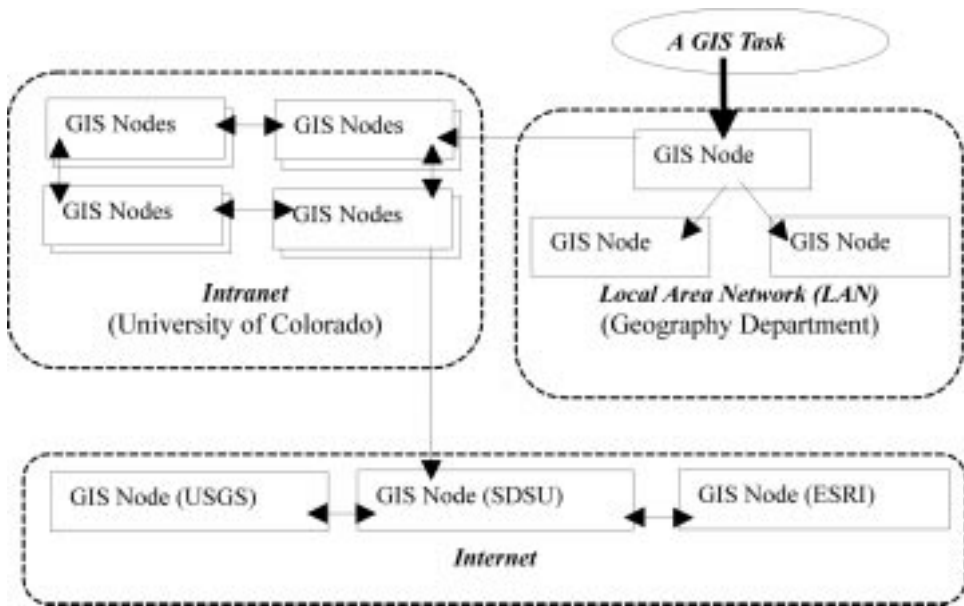 A GIS Task
GIS Nodes
GIS Nodes
GIS Nodes
GIS Nodes
Intranet
(University of Colorado)
GIS Node
GIS Node
GIS Node
Local Area Network (LAN)
(Geography Department)
GIS Node (USGS)
GIS Node (SDSU)
GIS Node (ESRI)
Internet